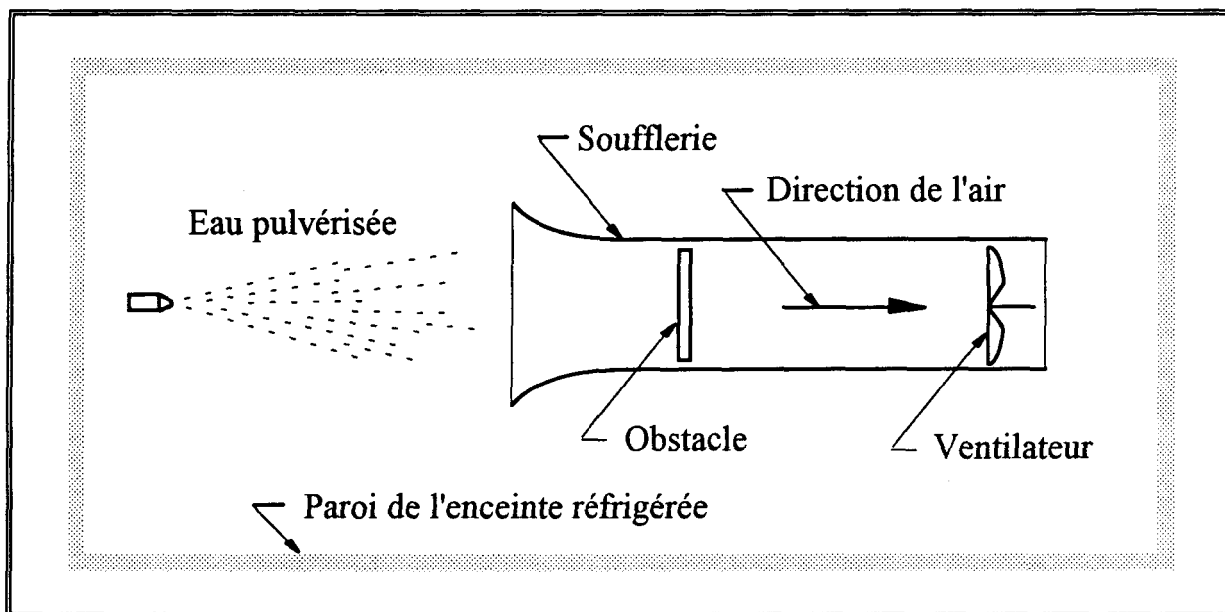 Soufflerie
Direction de l'air
Eau pulvérisée
Obstacle
Ventilateur
Paroi de l'enceinte réfrigérée